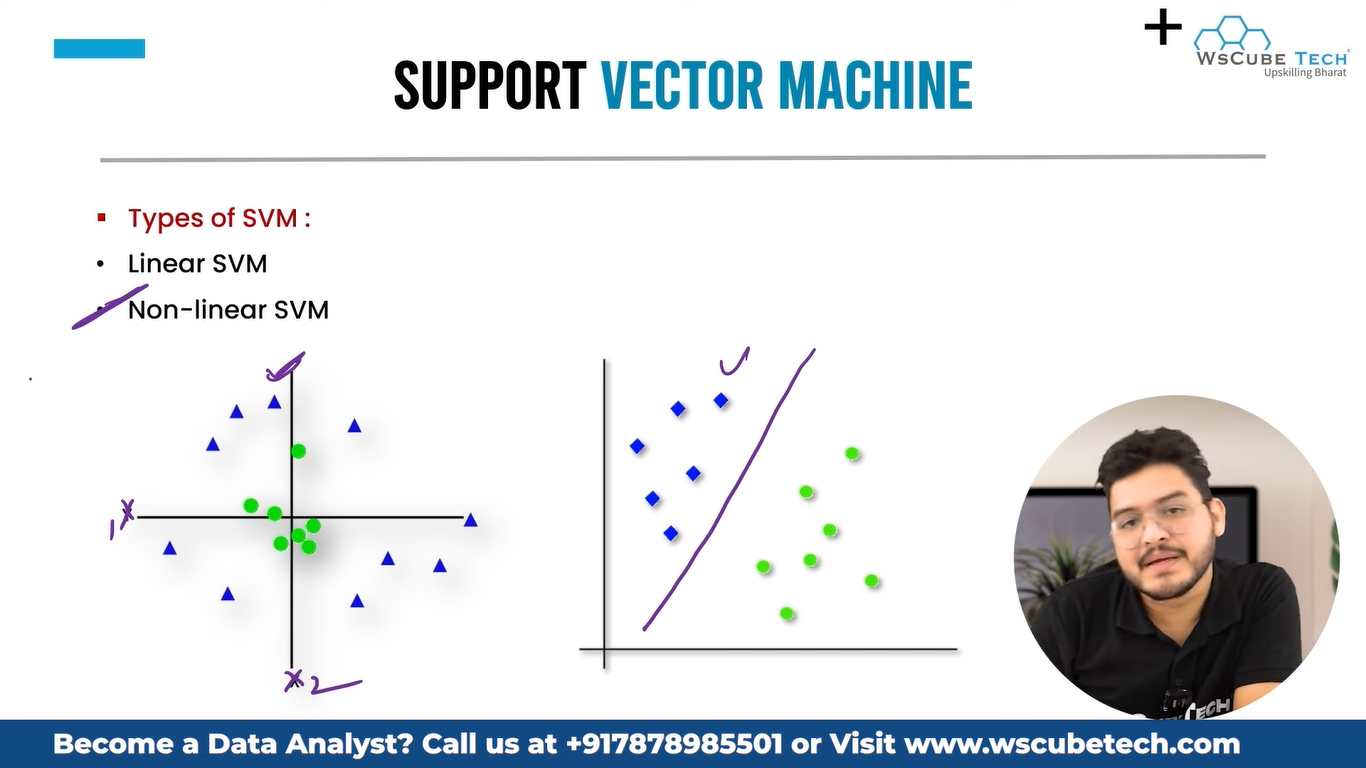 WsCube Tech
Upskilling Bharat
SUPPORT VECTOR MACHINE
Types of SVM :
Linear SVM
Non-linear SVM
x1
x2
Become a Data Analyst? Call us at +917878985501 or Visit www.wscubetech.com